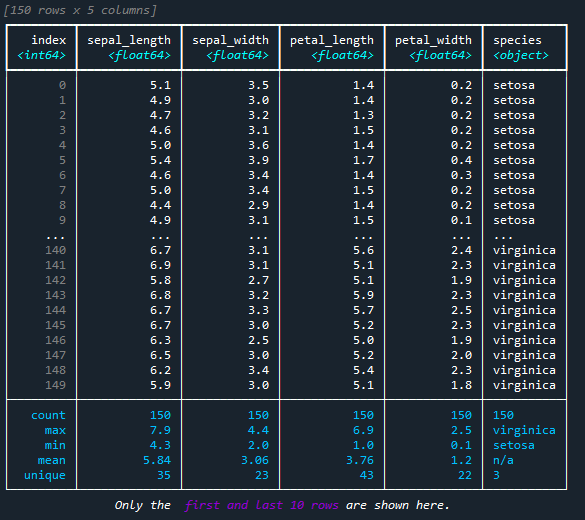 [150 rows x 5 columns]
index sepal_length sepal_width petal_length petal_width species
<int64> <float64> <float64> <float64> <float64> <object>
0 5.1 3.5 1.4 0.2 setosa
1 4.9 3.0 1.4 0.2 setosa
2 4.7 3.2 1.3 0.2 setosa
3 4.6 3.1 1.5 0.2 setosa
4 5.0 3.6 1.4 0.2 setosa
5 5.4 3.9 1.7 0.4 setosa
6 4.6 3.4 1.4 0.3 setosa
7 5.0 3.4 1.5 0.2 setosa
8 4.4 2.9 1.4 0.2 setosa
9 4.9 3.1 1.5 0.1 setosa
... ... ... ... ... ...
140 6.7 3.1 5.6 2.4 virginica
141 6.9 3.1 5.1 2.3 virginica
142 5.8 2.7 5.1 1.9 virginica
143 6.8 3.2 5.9 2.3 virginica
144 6.7 3.3 5.7 2.5 virginica
145 6.7 3.0 5.2 2.3 virginica
146 6.3 2.5 5.0 1.9 virginica
147 6.5 3.0 5.2 2.0 virginica
148 6.2 3.4 5.4 2.3 virginica
149 5.9 3.0 5.1 1.8 virginica
count 150 150 150 150 150
max 7.9 4.4 6.9 2.5 virginica
min 4.3 2.0 1.0 0.1 setosa
mean 5.84 3.06 3.76 1.2 n/a
unique 35 23 43 22 3
Only the first and last 10 rows are shown here.